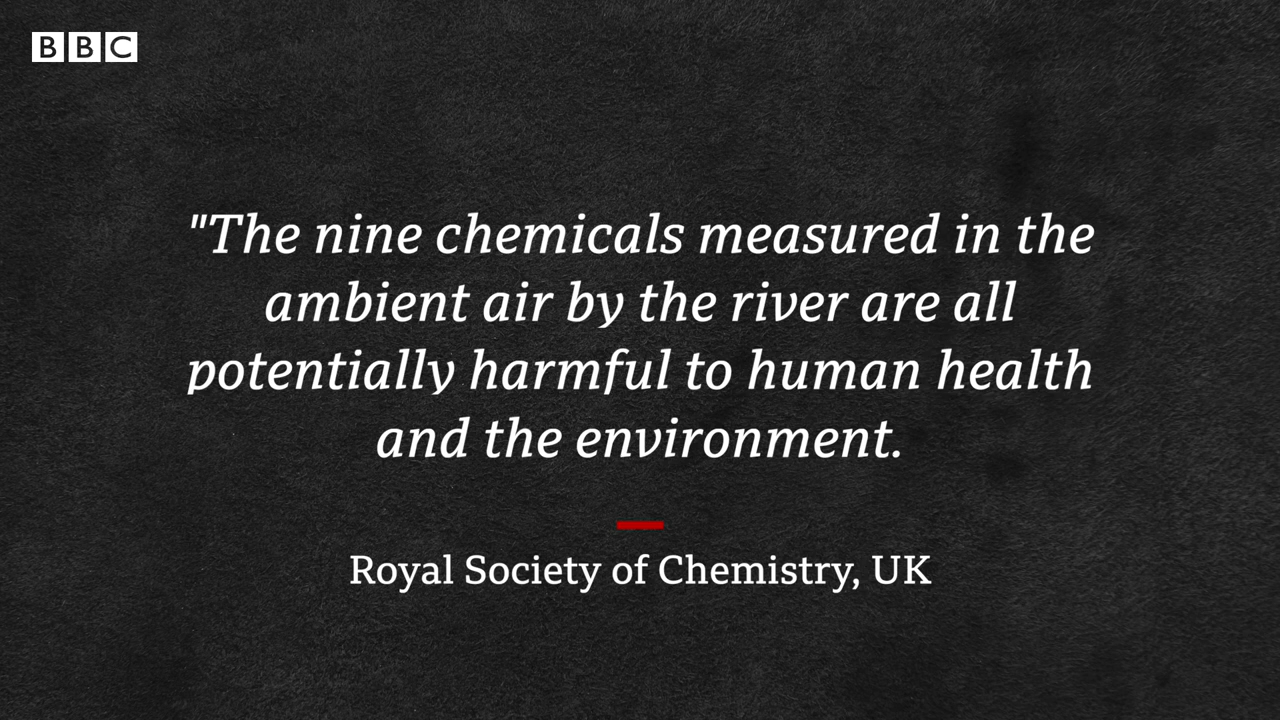 BBC
"The nine chemicals measured in the
ambient air by the river are all
potentially harmful to human health
and the environment.
Royal Society of Chemistry, UK